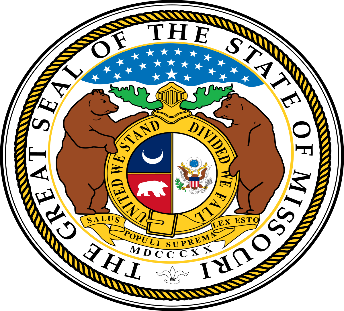 THE GREAT SEAL OF THE STATE OF MISSOURI
UNITED WE STAND DIVIDED WE FALL
SALUS POPULI SUPREMA LEX ESTO
MDCCCXX